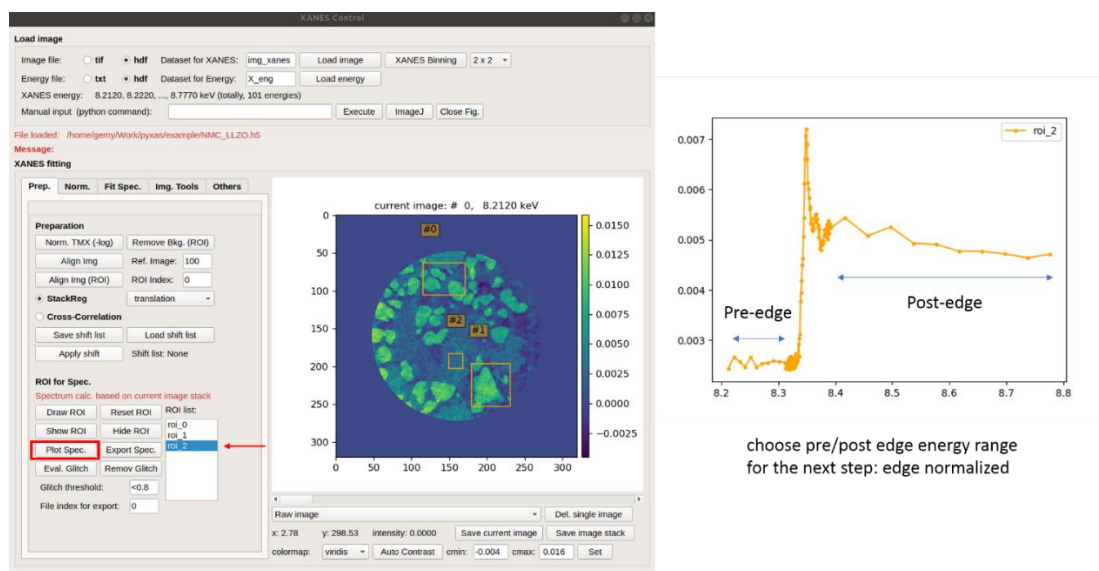 XANES Control
Load image
Image file: tif hdf Dataset for XANES: img_xanes Load image XANES Binning 2 x 2
Energy file: txt hdf Dataset for Energy: X_eng Load energy
XANES energy: 8.2120, 8.2220, ..., 8.7770 keV (totally, 101 energies)
Manual input (python command): Execute ImageJ Close Fig.
File loaded: /home/gemy/Work/pyxas/example/NMC_LLZO.h5
Message:
XANES fitting
Prep. Norm. Fit Spec. Img. Tools Others
Preparation
Norm. TMX (-log) Remove Bkg. (ROI)
Align Img Ref. Image: 100
Align Img (ROI) ROI Index: 0
StackReg translation
Cross-Correlation
Save shift list Load shift list
Apply shift Shift list: None
ROI for Spec.
Spectrum calc. based on current image stack
Draw ROI Reset ROI ROI list:
Show ROI Hide ROI
Plot Spec. Export Spec.
Eval. Glitch Remov Glitch
roi_0
roi_1
roi_2
Glitch threshold: <0.8
File index for export: 0
current image: # 0, 8.2120 keV
0
50
100
150
200
250
300
0 50 100 150 200 250 300
#0
#2
#1
0.0150
0.0125
0.0100
0.0075
0.0050
0.0025
0.0000
−0.0025
Raw image Del. single image
x: 2.78 y: 298.53 intensity: 0.0000 Save current image Save image stack
colormap: viridis Auto Contrast cmin: -0.004 cmax: 0.016 Set
roi_2
0.007
0.006
0.005
0.004
0.003
Pre-edge
Post-edge
8.2 8.3 8.4 8.5 8.6 8.7 8.8
choose pre/post edge energy range
for the next step: edge normalized